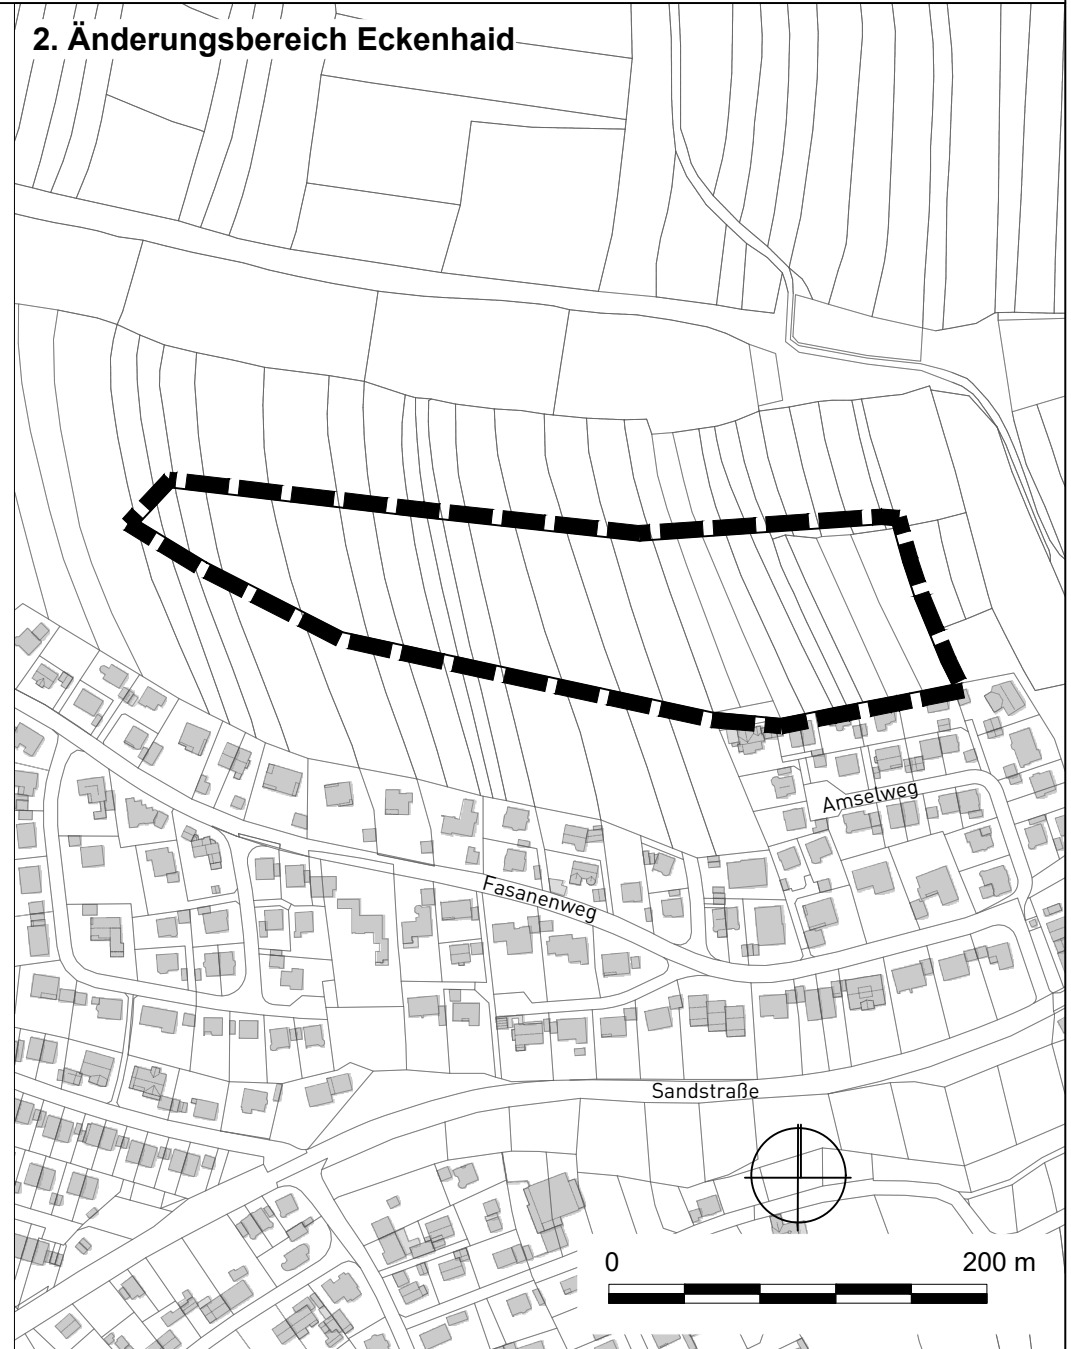 2. Änderungsbereich Eckenhaid
Amselweg
Fasanenweg
Sandstraße
0 200 m